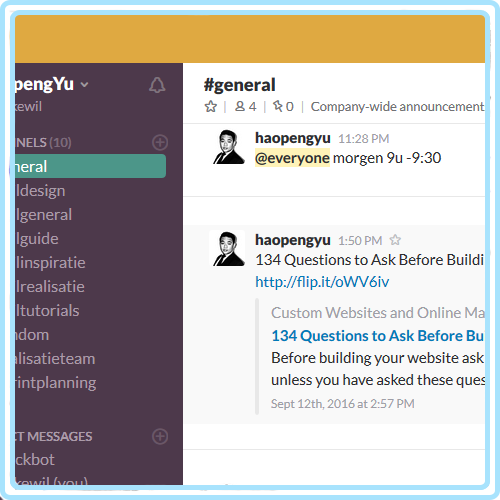 pengYu
kewil
NELS (10)
neral
ldesign
lgeneral
lguide
linspiratie
lrealisatie
ltutorials
ndom
alisatieteam
rintplanning
T MESSAGES
ckbot
kewil (you)
#general
4 | 0 | Company-wide announcement
haopengyu 11:28 PM
@everyone morgen 9u -9:30
haopengyu 1:50 PM
134 Questions to Ask Before Buildi
http://flip.it/oWV6iv
Custom Websites and Online Ma
134 Questions to Ask Before Bu
Before building your website ask
unless you have asked these ques
Sept 12th, 2016 at 2:57 PM